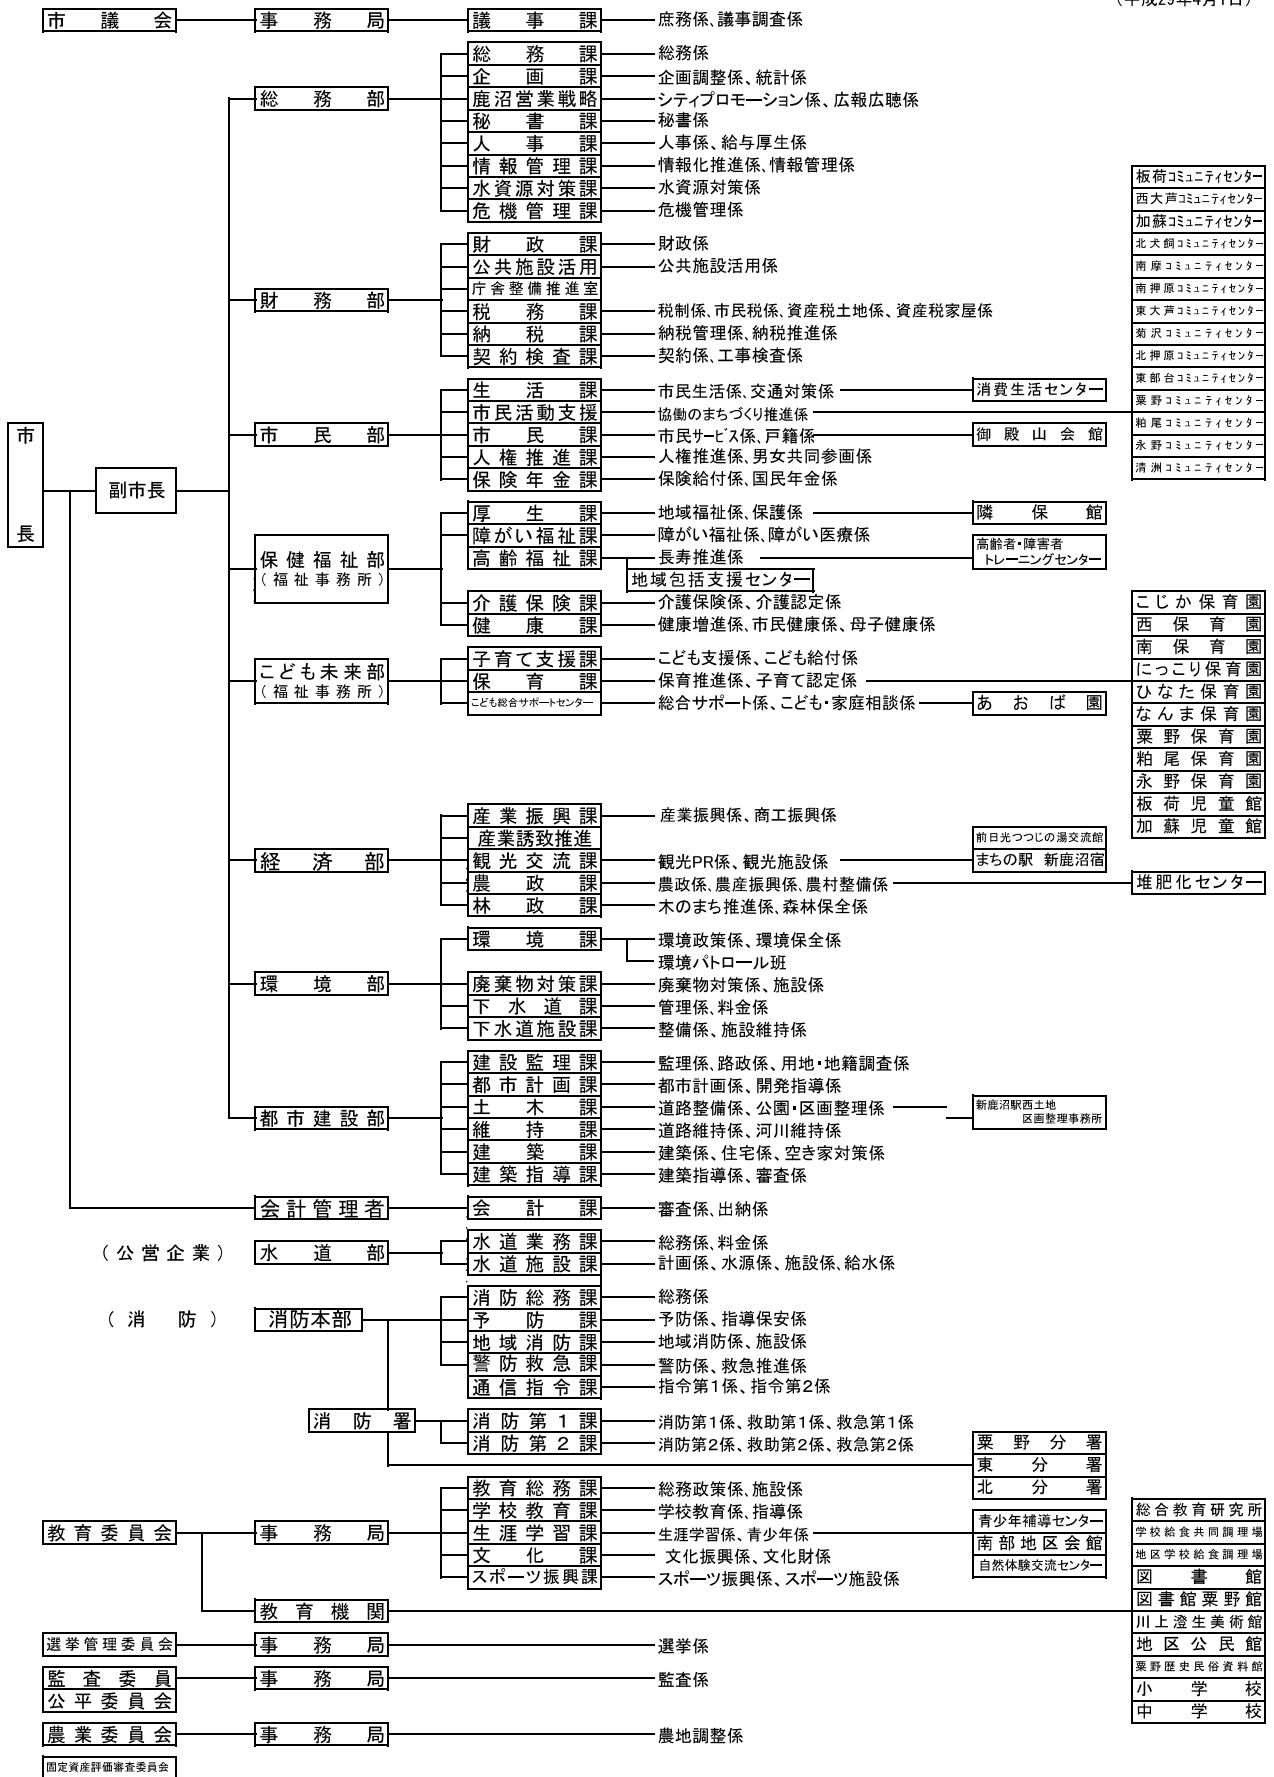 （平成29年4月1日）
市議会 事務局 議事課 庶務係、議事調査係
総務課 総務係
企画課 企画調整係、統計係
総務部 鹿沼営業戦略 シティプロモーション係、広報広聴係
秘書課 秘書係
人事課 人事係、給与厚生係
情報管理課 情報化推進係、情報管理係
水資源対策課 水資源対策係
危機管理課 危機管理係
板荷コミュニティセンター
西大芦コミュニティセンター
加蘇コミュニティセンター
北犬飼コミュニティセンター
南摩コミュニティセンター
南押原コミュニティセンター
東大芦コミュニティセンター
菊沢コミュニティセンター
北押原コミュニティセンター
東部台コミュニティセンター
粟野コミュニティセンター
粕尾コミュニティセンター
永野コミュニティセンター
清洲コミュニティセンター
財政課 財政係
公共施設活用 公共施設活用係
庁舎整備推進室
財務部
税務課 税制係、市民税係、資産税土地係、資産税家屋係
納税課 納税管理係、納税推進係
契約検査課 契約係、工事検査係
生活課 市民生活係、交通対策係 消費生活センター
市民活動支援 協働のまちづくり推進係
市民部 市民課 市民サービス係、戸籍係 御殿山会館
人権推進課 人権推進係、男女共同参画係
保険年金課 保険給付係、国民年金係
市長
副市長
厚生課 地域福祉係、保護係 隣保館
障がい福祉課 障がい福祉係、障がい医療係
保健福祉部
（福祉事務所）
高齢福祉課 長寿推進係
高齢者・障害者
トレーニングセンター
地域包括支援センター
介護保険課 介護保険係、介護認定係
健康課 健康増進係、市民健康係、母子健康係
こども未来部
（福祉事務所）
子育て支援課 こども支援係、こども給付係
保育課 保育推進係、子育て認定係
こども総合サポートセンター 総合サポート係、こども・家庭相談係 あおば園
こじか保育園
西保育園
南保育園
にっこり保育園
ひなた保育園
なんま保育園
粟野保育園
粕尾保育園
永野保育園
板荷児童館
加蘇児童館
産業振興課 産業振興係、商工振興係
産業誘致推進 前日光つつじの湯交流館
経済部 観光交流課 観光PR係、観光施設係 まちの駅 新鹿沼宿
農政課 農政係、農産振興係、農村整備係 堆肥化センター
林政課 木のまち推進係、森林保全係
環境課 環境政策係、環境保全係
環境パトロール班
環境部 廃棄物対策課 廃棄物対策係、施設係
下水道課 管理係、料金係
下水道施設課 整備係、施設維持係
建設監理課 監理係、路政係、用地・地籍調査係
都市計画課 都市計画係、開発指導係
都市建設部 土木課 道路整備係、公園・区画整理係
新鹿沼駅西土地
区画整理事務所
維持課 道路維持係、河川維持係
建築課 建築係、住宅係、空き家対策係
建築指導課 建築指導係、審査係
会計管理者 会計課 審査係、出納係
（公営企業） 水道部 水道業務課 総務係、料金係
水道施設課 計画係、水源係、施設係、給水係
消防総務課 総務係
（消防） 消防本部 予防課 予防係、指導保安係
地域消防課 地域消防係、施設係
警防救急課 警防係、救急推進係
通信指令課 指令第1係、指令第2係
消防署 消防第1課 消防第1係、救助第1係、救急第1係
消防第2課 消防第2係、救助第2係、救急第2係
粟野分署
東分署
北分署
教育総務課 総務政策係、施設係
学校教育課 学校教育係、指導係
教育委員会 事務局 生涯学習課 生涯学習係、青少年係
文化課 文化振興係、文化財係
スポーツ振興課 スポーツ振興係、スポーツ施設係
青少年補導センター
南部地区会館
自然体験交流センター
教育機関
総合教育研究所
学校給食共同調理場
地区学校給食調理場
図書館
図書館粟野館
川上澄生美術館
地区公民館
粟野歴史民俗資料館
小学校
中学校
選挙管理委員会 事務局 選挙係
監査委員 事務局 監査係
公平委員会
農業委員会 事務局 農地調整係
固定資産評価審査委員会